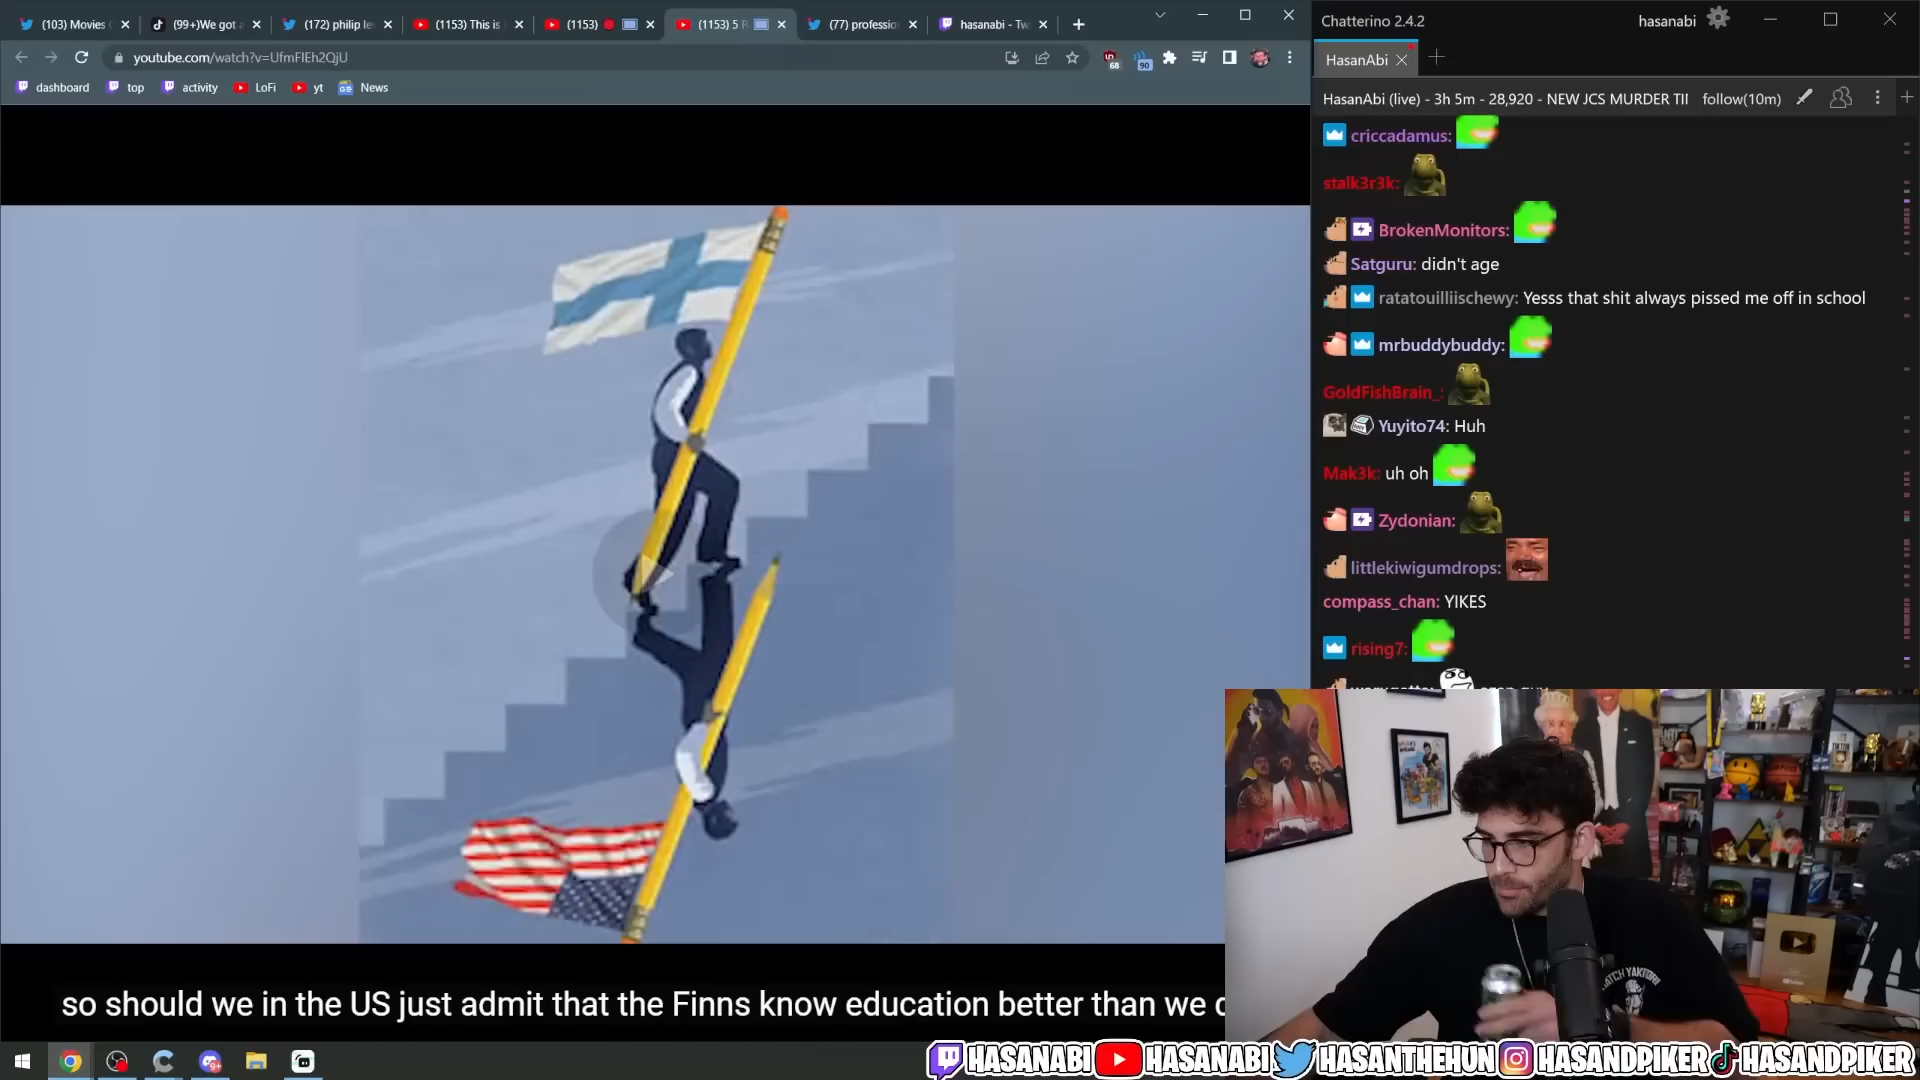 (103) Movies
(99+)We got a
(172) philip le
(1153) This is
(1153)
(1153) 5 R
(77) professio
hasanabi - Tw
youtube.com/watch?v=UfmFlEh2QjU
68
90
dashboard
top
activity
LoFi
yt
News
so should we in the US just admit that the Finns know education better than we
Chatterino 2.4.2
hasanabi
HasanAbi
HasanAbi (live) - 3h 5m - 28,920 - NEW JCS MURDER TII
follow(10m)
criccadamus:
stalk3r3k:
BrokenMonitors:
Satguru: didn't age
ratatouilliischewy: Yesss that shit always pissed me off in school
mrbuddybuddy:
GoldFishBrain_:
Yuyito74: Huh
Mak3k: uh oh
Zydonian:
littlekiwigumdrops:
compass_chan: YIKES
rising7:
HASANABI
HASANABI
HASANTHEHUN
HASANDPIKER
HASANDPIKER